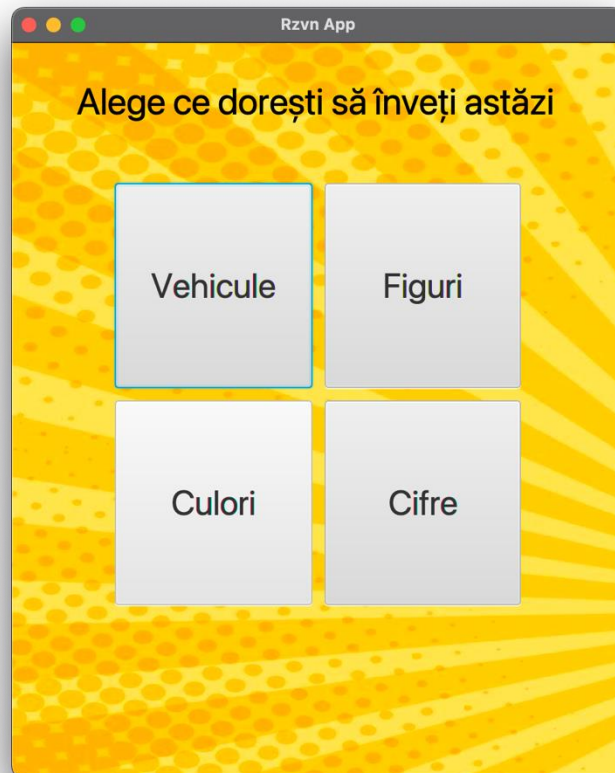 Rzvn App
Alege ce dorești să înveți astăzi
Vehicule
Figuri
Culori
Cifre